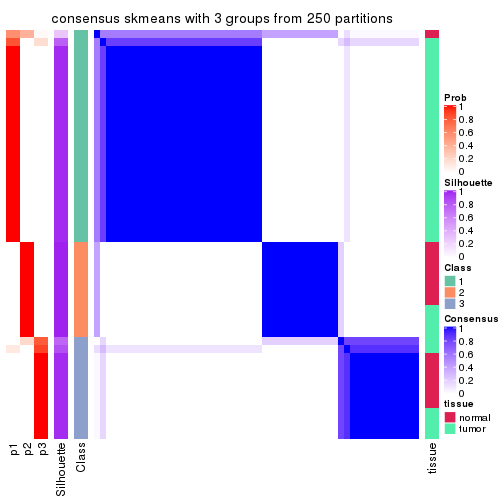 consensus skmeans with 3 groups from 250 partitions
Prob
1
0.8
0.6
0.4
0.2
0
Silhouette
1
0.8
0.6
0.4
0.2
0
Class
1
2
3
Consensus
1
0.8
0.6
0.4
0.2
0
tissue
normal
tumor
p1
p2
p3
Silhouette
Class
tissue